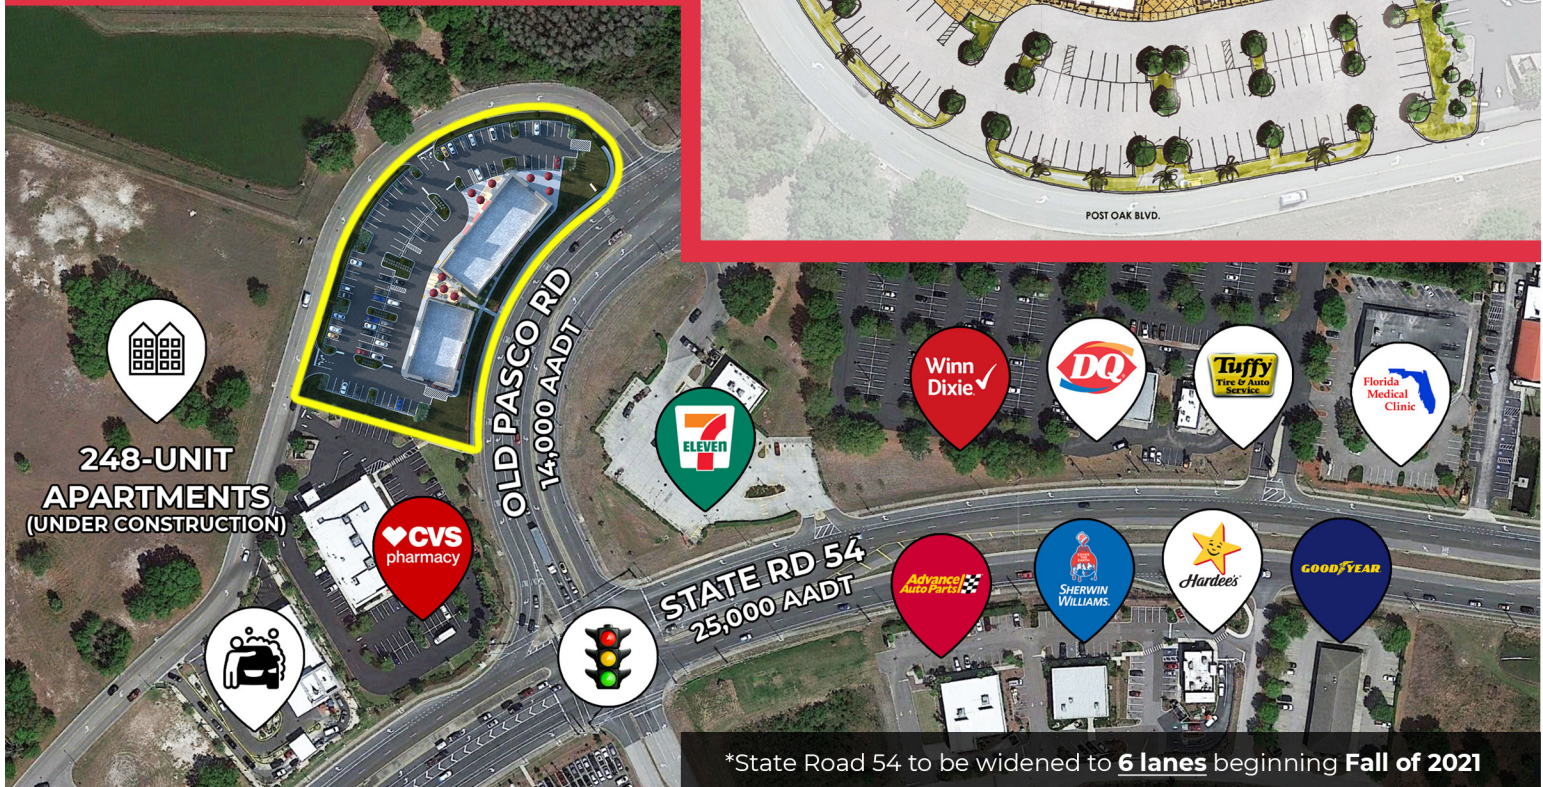 POST OAK BLVD.
OLD PASCO RD
14,000 AADT
Winn
Dixie
DQ
Tuffy
Tire & Auto
Service
Florida
Medical
Clinic
7
ELEVEN
248-UNIT
APARTMENTS
(UNDER CONSTRUCTION)
CVS
pharmacy
STATE RD 54
25,000 AADT
Advance
Auto Parts
SHERWIN
WILLIAMS.
Hardee's
GOODYEAR
*State Road 54 to be widened to 6 lanes beginning Fall of 2021